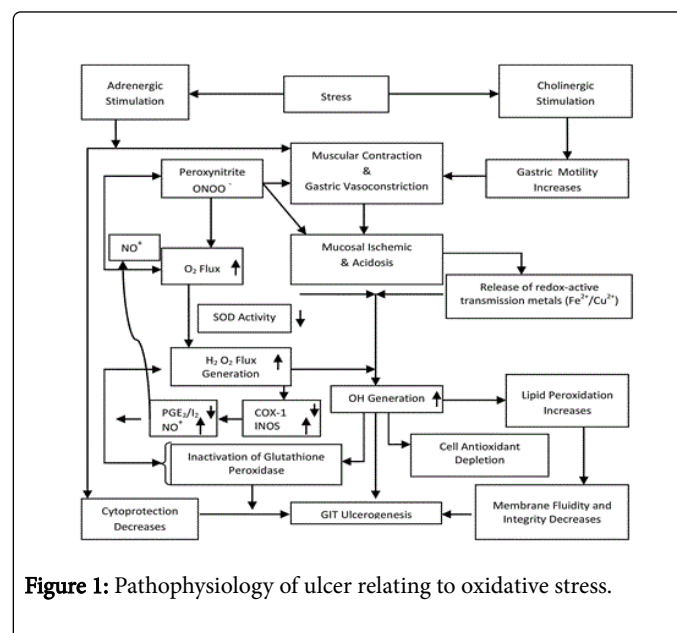 Adrenergic
Stimulation
Stress
Cholinergic
Stimulation
Muscular Contraction
&
Gastric Vasoconstriction
Peroxynitrite
ONOO⁻
Gastric Motility
Increases
NO⁺
O₂ Flux
Mucosal Ischemic
& Acidosis
Release of redox-active
transmission metals (Fe²⁺/Cu²⁺)
SOD Activity
H₂ O₂ Flux
Generation
OH Generation
Lipid Peroxidation
Increases
PGE₂/I₂
NO⁺
COX-1
INOS
Cell Antioxidant
Depletion
Inactivation of Glutathione
Peroxidase
Cytoprotection
Decreases
GIT Ulcerogenesis
Membrane Fluidity and
Integrity Decreases
Figure 1: Pathophysiology of ulcer relating to oxidative stress.